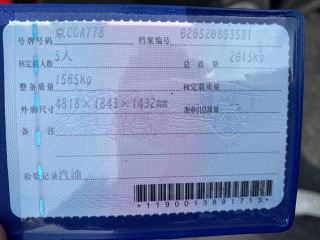 号牌号码 京CGA778 档案编号 020520803581
核定载人数 5人 总质量 2015kg
整备质量 1565kg 核定载质量
外廓尺寸 4818×1843×1432mm 准牵引总质量
备注
检验记录 汽油
*1190013891713*